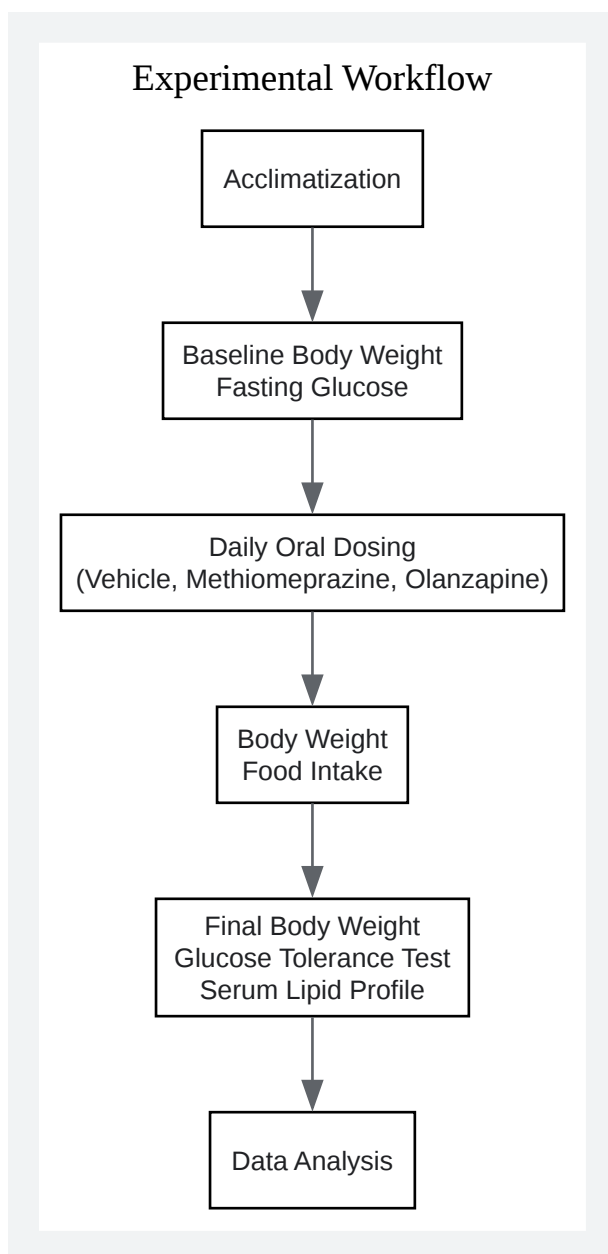 Experimental Workflow
Acclimatization
Baseline Body Weight
Fasting Glucose
Daily Oral Dosing
(Vehicle, Methiomeprazine, Olanzapine)
Body Weight
Food Intake
Final Body Weight
Glucose Tolerance Test
Serum Lipid Profile
Data Analysis